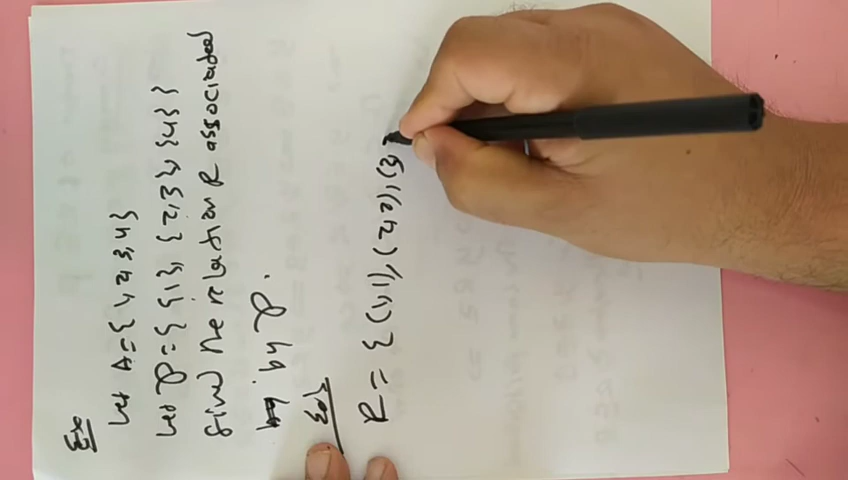 Ex
Let A = { 1, 2, 3, 4 }
Let P = { {1}, {2,3}, {4} }
find the relation R associated
by P.
Sol
R = { (1,1), (2,2), (3,